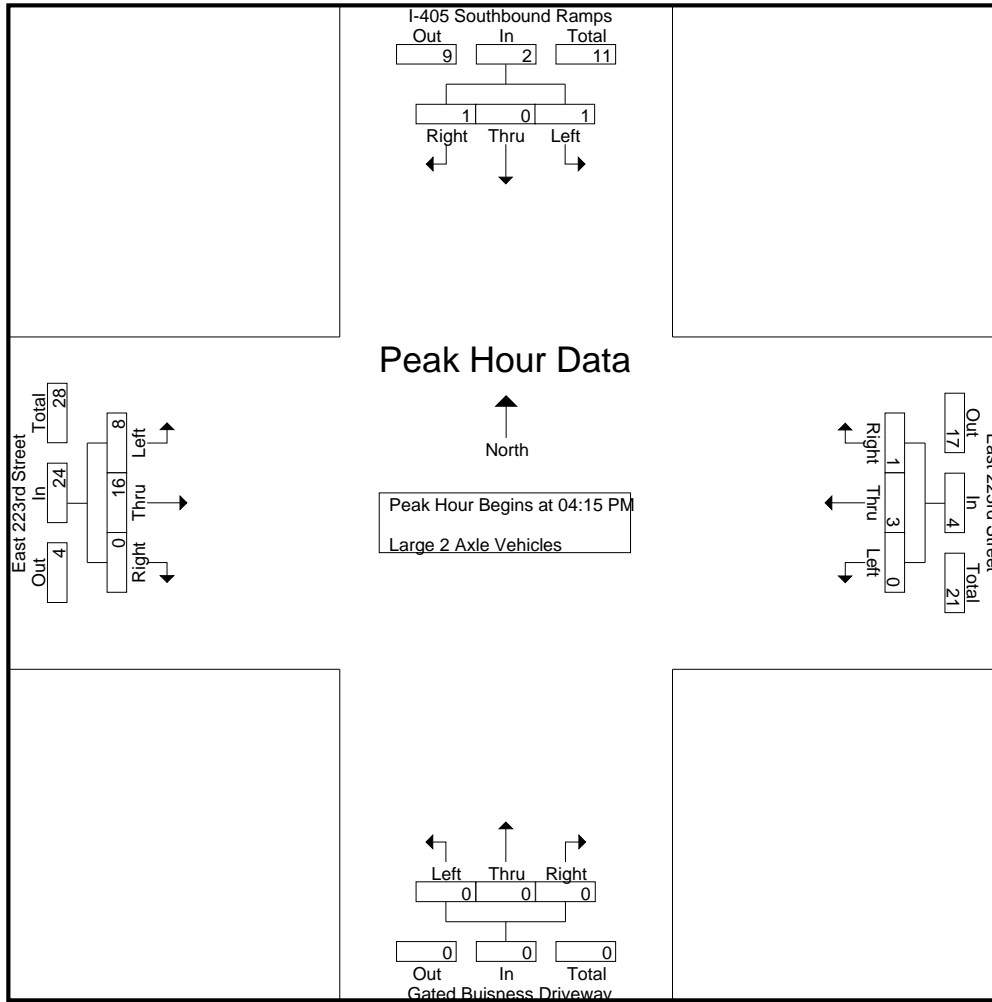 I-405 Southbound Ramps
Out In Total
9 2 11
1 0 1
Right Thru Left
Peak Hour Data
North
Peak Hour Begins at 04:15 PM
Large 2 Axle Vehicles
East 223rd Street
Out In Total
4 24 28
0 16 8
Right Thru Left
East 223rd Street
Out In Total
17 4 21
1 3 0
Right Thru Left
Left Thru Right
0 0 0
0 0 0
Out In Total
Gated Buisness Driveway